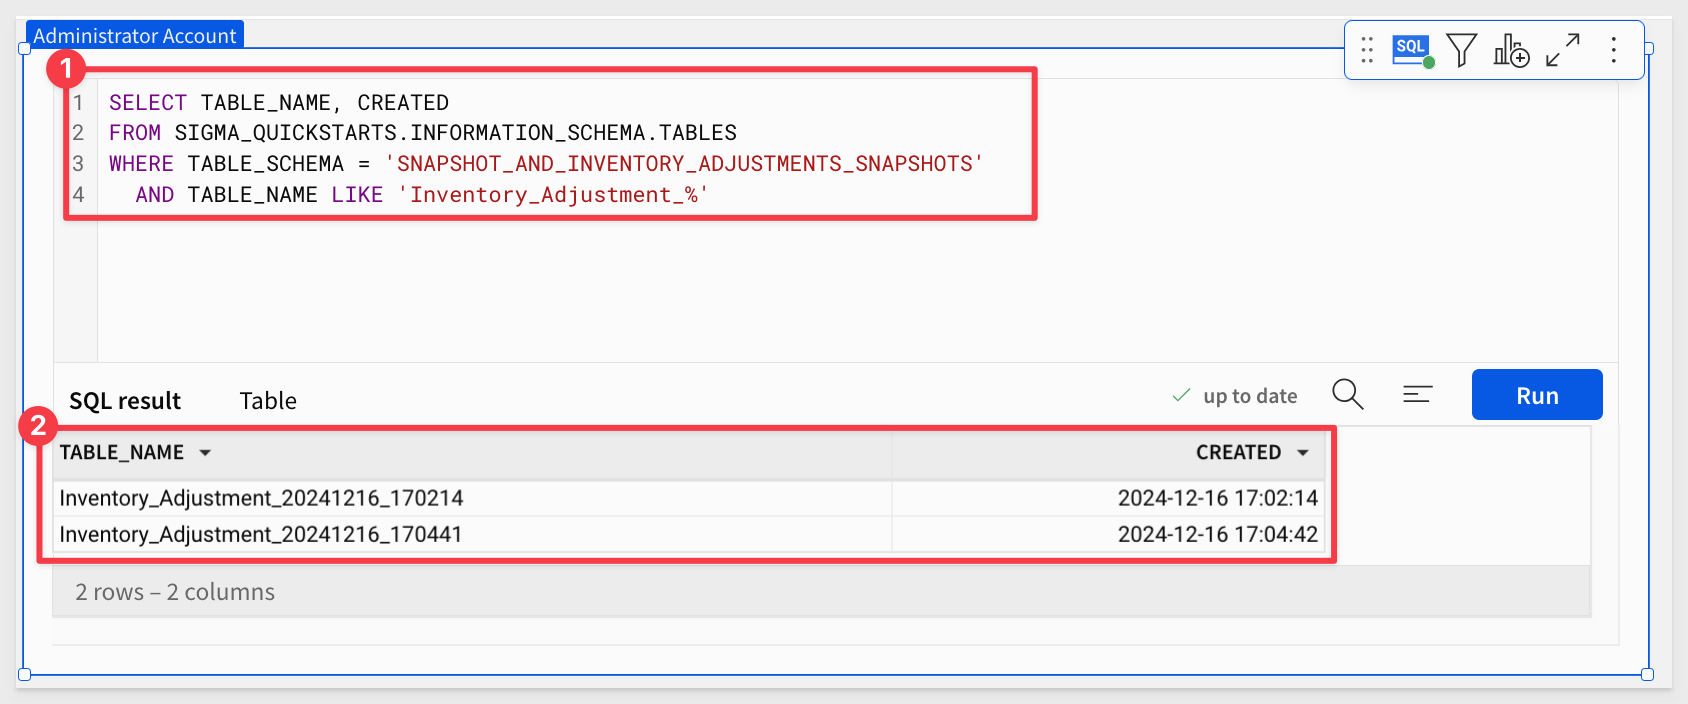 Administrator Account
SQL
1
1 SELECT TABLE_NAME, CREATED
2 FROM SIGMA_QUICKSTARTS.INFORMATION_SCHEMA.TABLES
3 WHERE TABLE_SCHEMA = 'SNAPSHOT_AND_INVENTORY_ADJUSTMENTS_SNAPSHOTS'
4 AND TABLE_NAME LIKE 'Inventory_Adjustment_%'
SQL result Table up to date Run
2
TABLE_NAME CREATED
Inventory_Adjustment_20241216_170214 2024-12-16 17:02:14
Inventory_Adjustment_20241216_170441 2024-12-16 17:04:42
2 rows – 2 columns